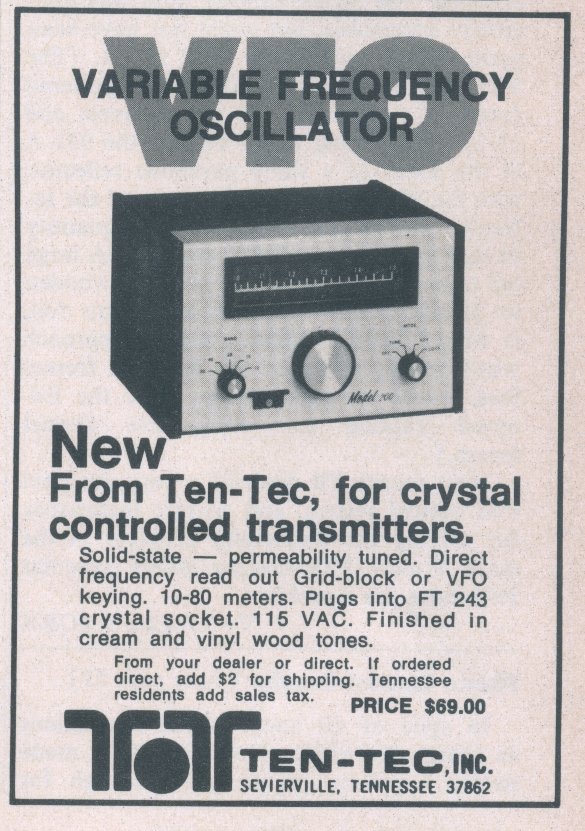 VFO
VARIABLE FREQUENCY
OSCILLATOR
BAND
MODE
Model 200
New
From Ten-Tec, for crystal
controlled transmitters.
Solid-state — permeability tuned. Direct
frequency read out Grid-block or VFO
keying. 10-80 meters. Plugs into FT 243
crystal socket. 115 VAC. Finished in
cream and vinyl wood tones.
From your dealer or direct. If ordered
direct, add $2 for shipping. Tennessee
residents add sales tax.
PRICE $69.00
TEN-TEC, INC.
SEVIERVILLE, TENNESSEE 37862